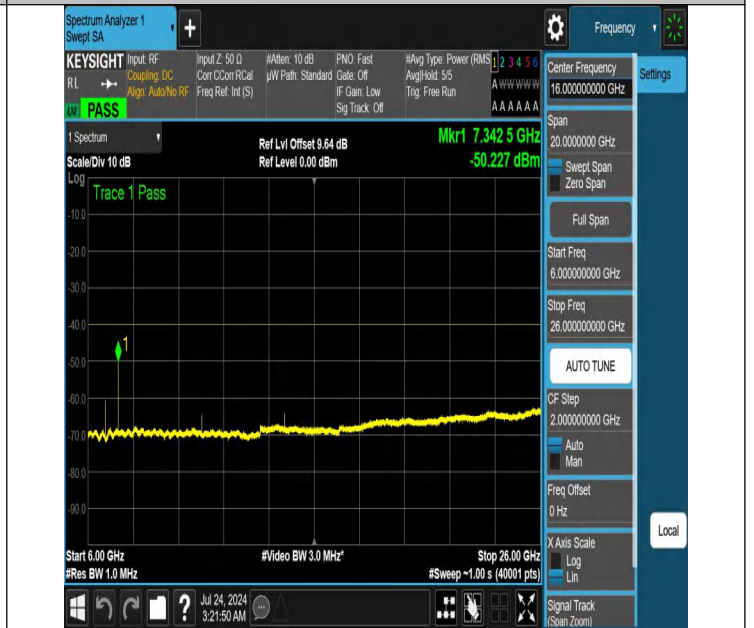 Spectrum Analyzer 1
Swept SA
+
Frequency
KEYSIGHT
RL
PASS
Input: RF
Coupling: DC
Align: Auto/No RF
Input Z: 50 Ω
Corr CCorr RCal
Freq Ref: Int (S)
#Atten: 10 dB
µW Path: Standard
PNO: Fast
Gate: Off
IF Gain: Low
Sig Track: Off
#Avg Type: Power (RMS
Avg|Hold: 5/5
Trig: Free Run
1 2 3 4 5 6
A W W W W W
A A A A A A
Center Frequency
16.000000000 GHz
Settings
1 Spectrum
Scale/Div 10 dB
Ref Lvl Offset 9.64 dB
Ref Level 0.00 dBm
Mkr1 7.342 5 GHz
-50.227 dBm
Span
20.0000000 GHz
Swept Span
Zero Span
Full Span
Start Freq
6.000000000 GHz
Stop Freq
26.000000000 GHz
AUTO TUNE
CF Step
2.000000000 GHz
Auto
Man
Freq Offset
0 Hz
X Axis Scale
Log
Lin
Local
Signal Track
(Span Zoom)
Log
Trace 1 Pass
-10.0
-20.0
-30.0
-40.0
1
-50.0
-60.0
-70.0
-80.0
-90.0
Start 6.00 GHz
#Video BW 3.0 MHz*
Stop 26.00 GHz
#Res BW 1.0 MHz
#Sweep ~1.00 s (40001 pts)
?
Jul 24, 2024
3:21:50 AM